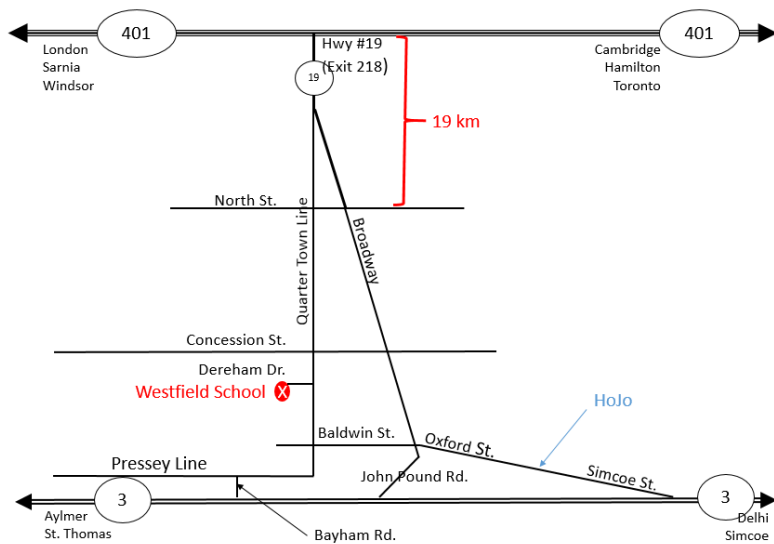 401
401
London
Sarnia
Windsor
Hwy #19
(Exit 218)
Cambridge
Hamilton
Toronto
19
19 km
North St.
Quarter Town Line
Broadway
Concession St.
Dereham Dr.
Westfield School X
HoJo
Baldwin St.
Oxford St.
Pressey Line
John Pound Rd.
Simcoe St.
3
3
Aylmer
St. Thomas
Bayham Rd.
Delhi
Simcoe